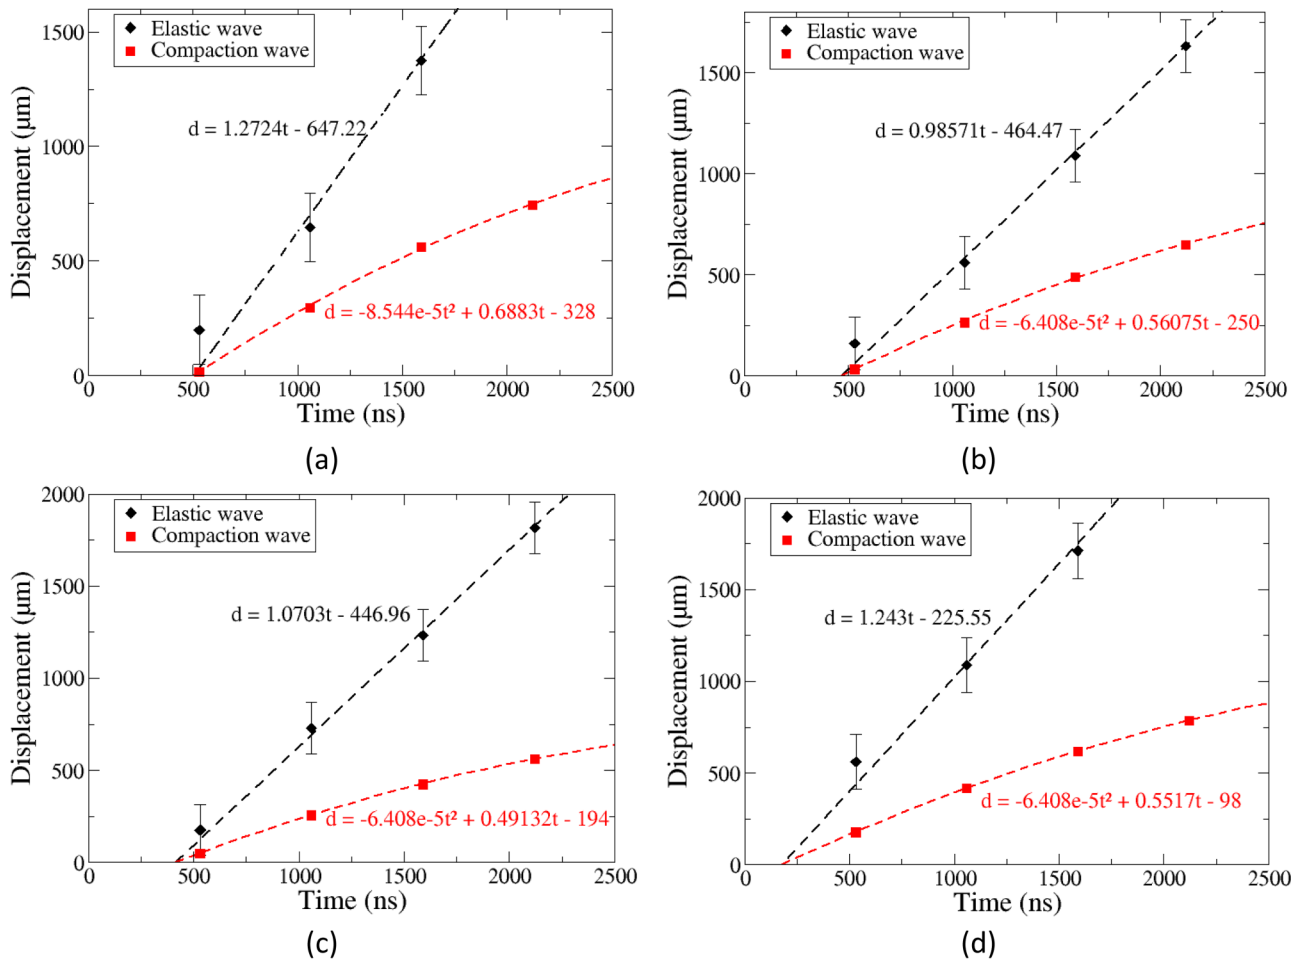 1500
1000
500
0
Displacement (μm)
Elastic wave
Compaction wave
d = 1.2724t - 647.22
d = -8.544e-5t² + 0.6883t - 328
0 500 1000 1500 2000 2500
Time (ns)
(a)
1500
1000
500
0
Displacement (μm)
Elastic wave
Compaction wave
d = 0.98571t - 464.47
d = -6.408e-5t² + 0.56075t - 250
0 500 1000 1500 2000 2500
Time (ns)
(b)
2000
1500
1000
500
0
Displacement (μm)
Elastic wave
Compaction wave
d = 1.0703t - 446.96
d = -6.408e-5t² + 0.49132t - 194
0 500 1000 1500 2000 2500
Time (ns)
(c)
2000
1500
1000
500
0
Displacement (μm)
Elastic wave
Compaction wave
d = 1.243t - 225.55
d = -6.408e-5t² + 0.5517t - 98
0 500 1000 1500 2000 2500
Time (ns)
(d)